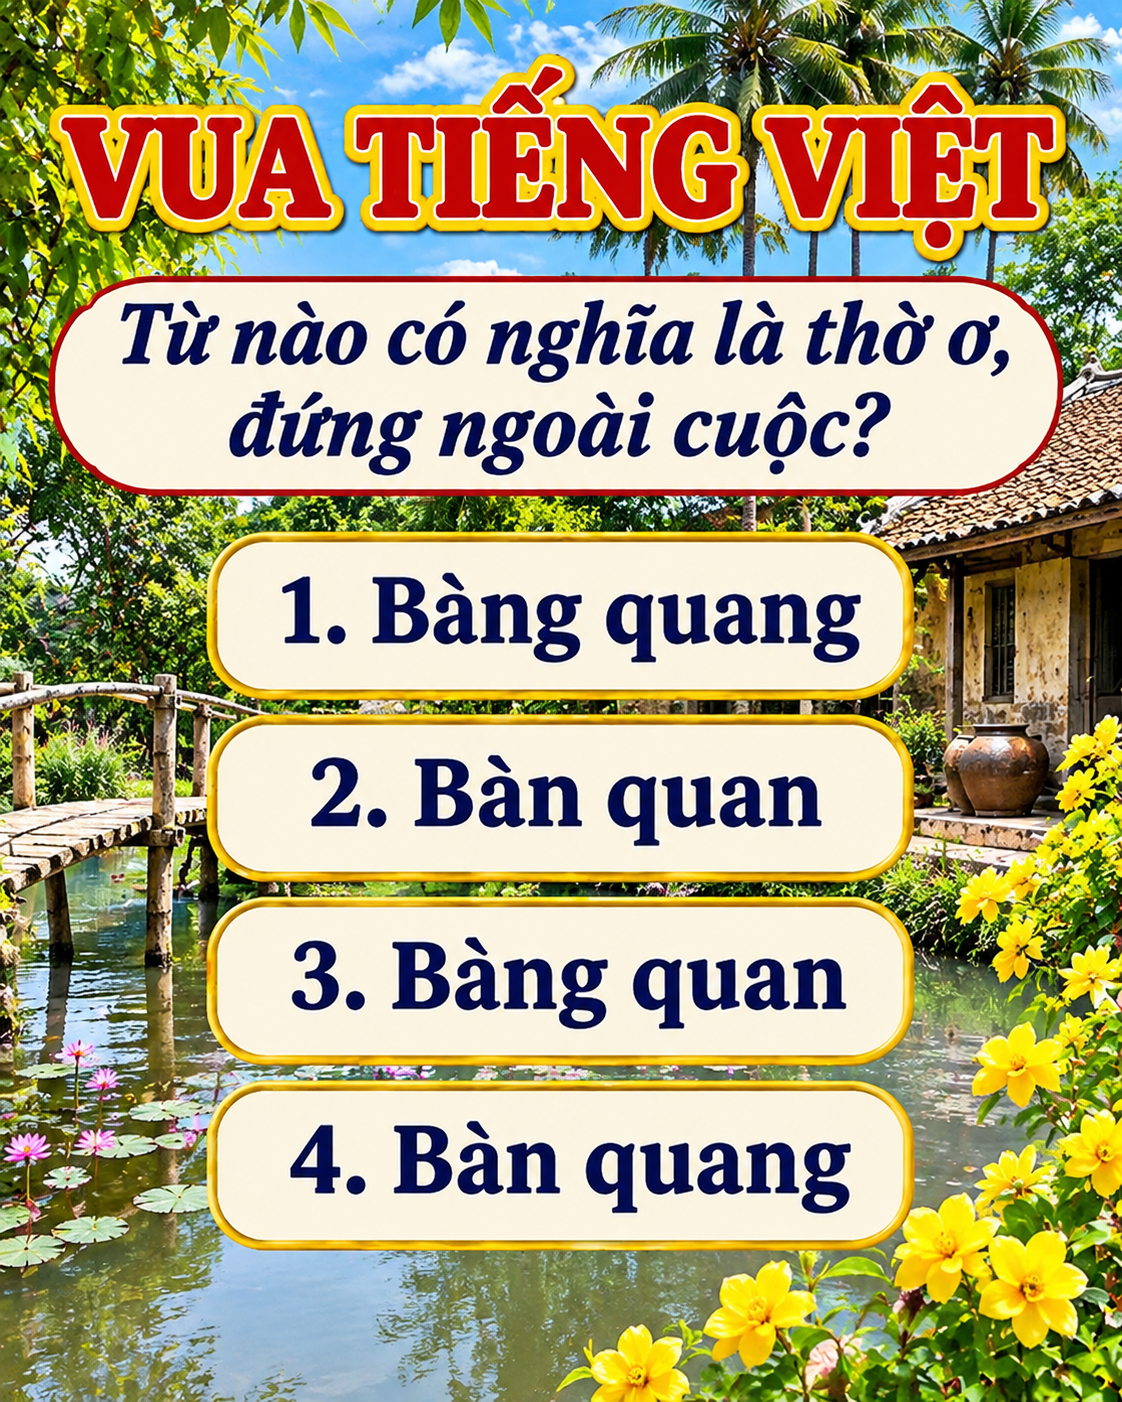 VUA TIẾNG VIỆT
Từ nào có nghĩa là thờ ơ,
đứng ngoài cuộc?
1. Bàng quang
2. Bàn quan
3. Bàng quan
4. Bàn quang